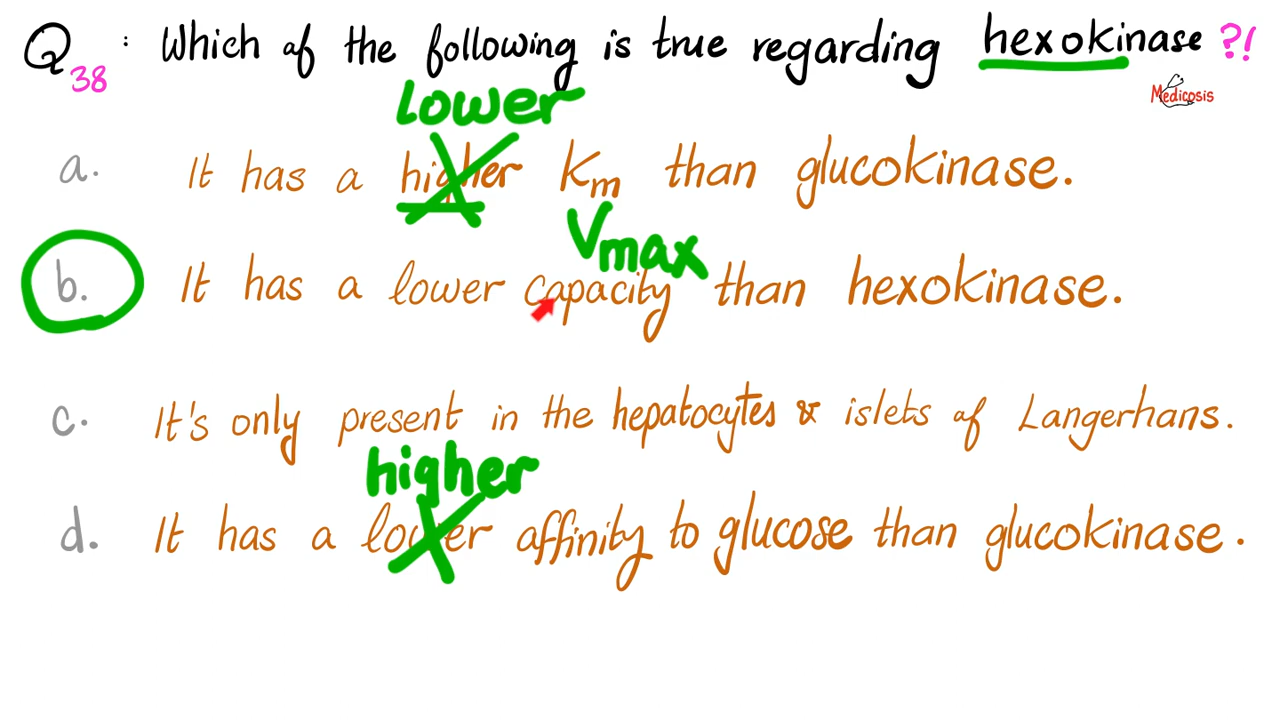 Q38 : Which of the following is true regarding hexokinase ?!
Medicosis
lower
a. It has a higher Km than glucokinase.
Vmax
b. It has a lower capacity than hexokinase.
c. It's only present in the hepatocytes & islets of Langerhans.
higher
d. It has a lower affinity to glucose than glucokinase.